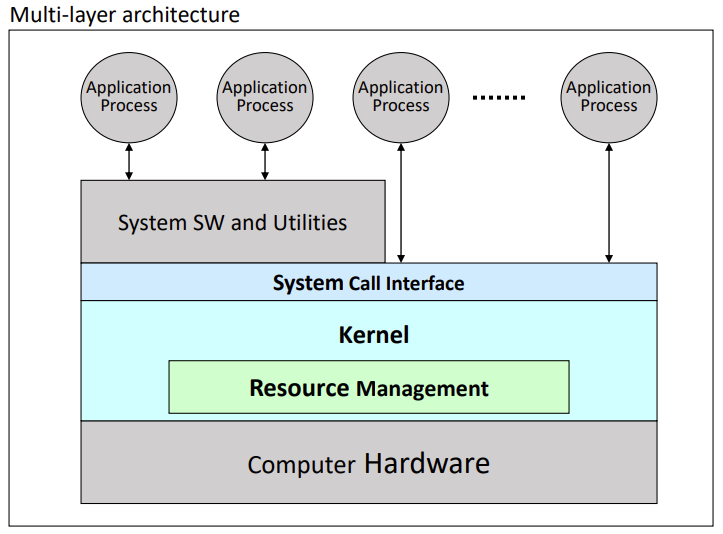 Multi-layer architecture
Application
Process
Application
Process
Application
Process
Application
Process
System SW and Utilities
System Call Interface
Kernel
Resource Management
Computer Hardware